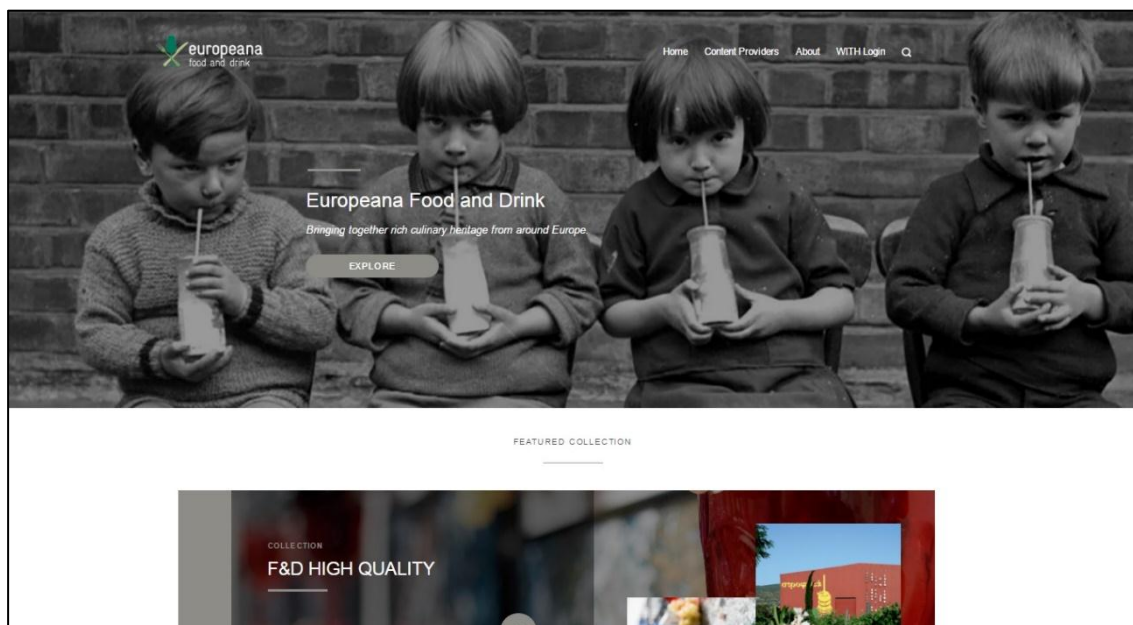 europeana
food and drink
Home Content Providers About WITH Login
Europeana Food and Drink
Bringing together rich culinary heritage from around Europe
EXPLORE
FEATURED COLLECTION
COLLECTION
F&D HIGH QUALITY